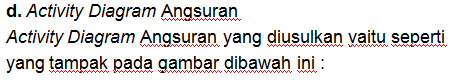 d. Activity Diagram Angsuran
Activity Diagram Angsuran yang diusulkan yaitu seperti
yang tampak pada gambar dibawah ini :